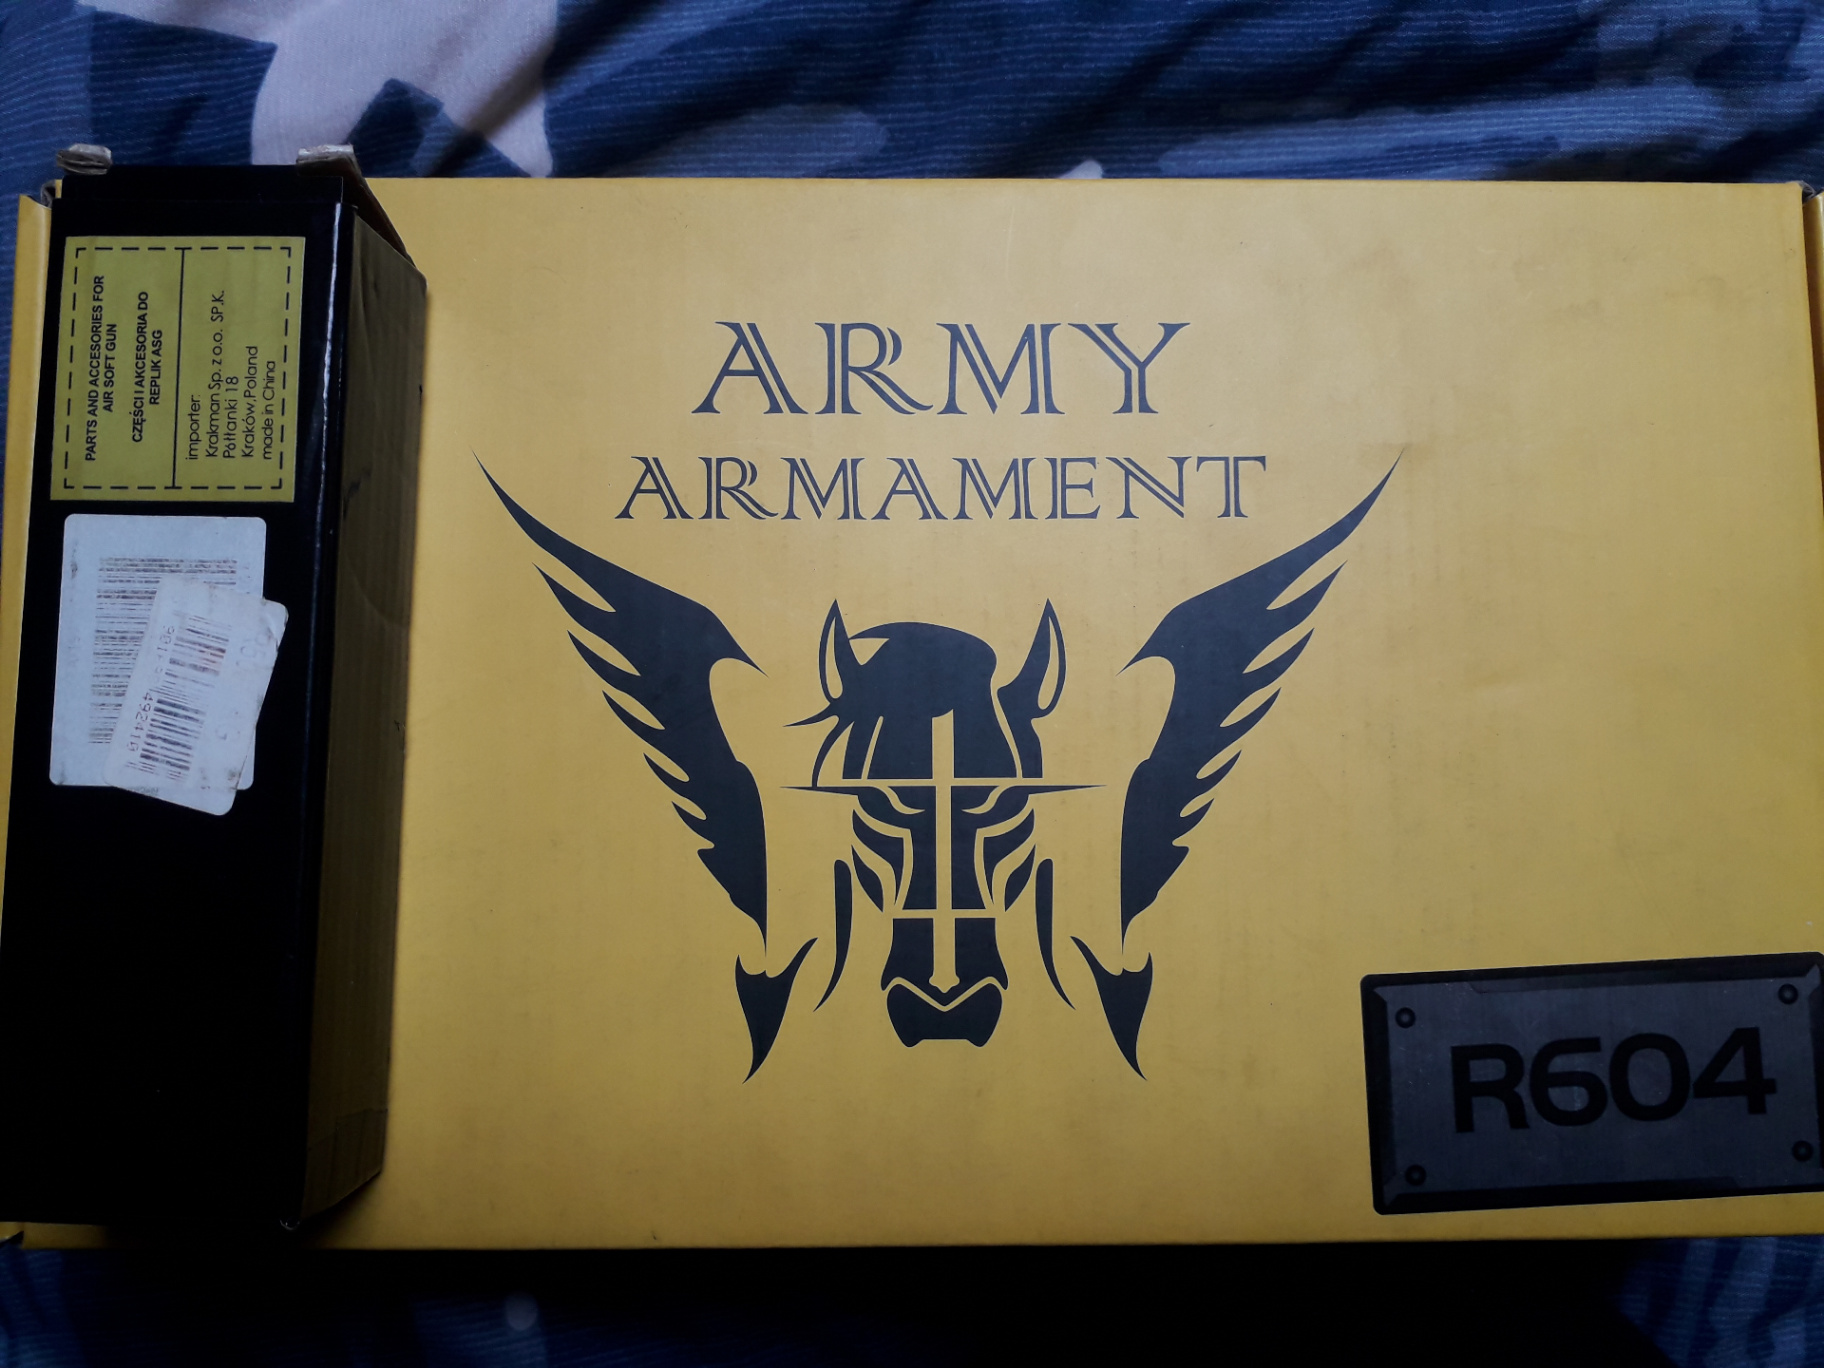 PARTS AND ACCESORIES FOR
AIR SOFT GUN
CZĘŚCI I AKCESORIA DO
REPLIK ASG
importer:
Krakman Sp. z o.o. SP.K.
Półłanki 18
Kraków,Poland
made in China
ARMY
ARMAMENT
R604